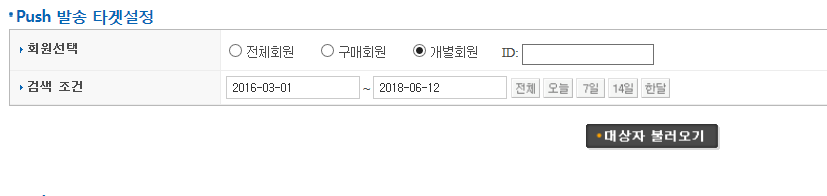 Push 발송 타겟설정
회원선택 전체회원 구매회원 개별회원 ID:
검색 조건 2016-03-01 ~ 2018-06-12 전체 오늘 7일 14일 한달
대상자 불러오기